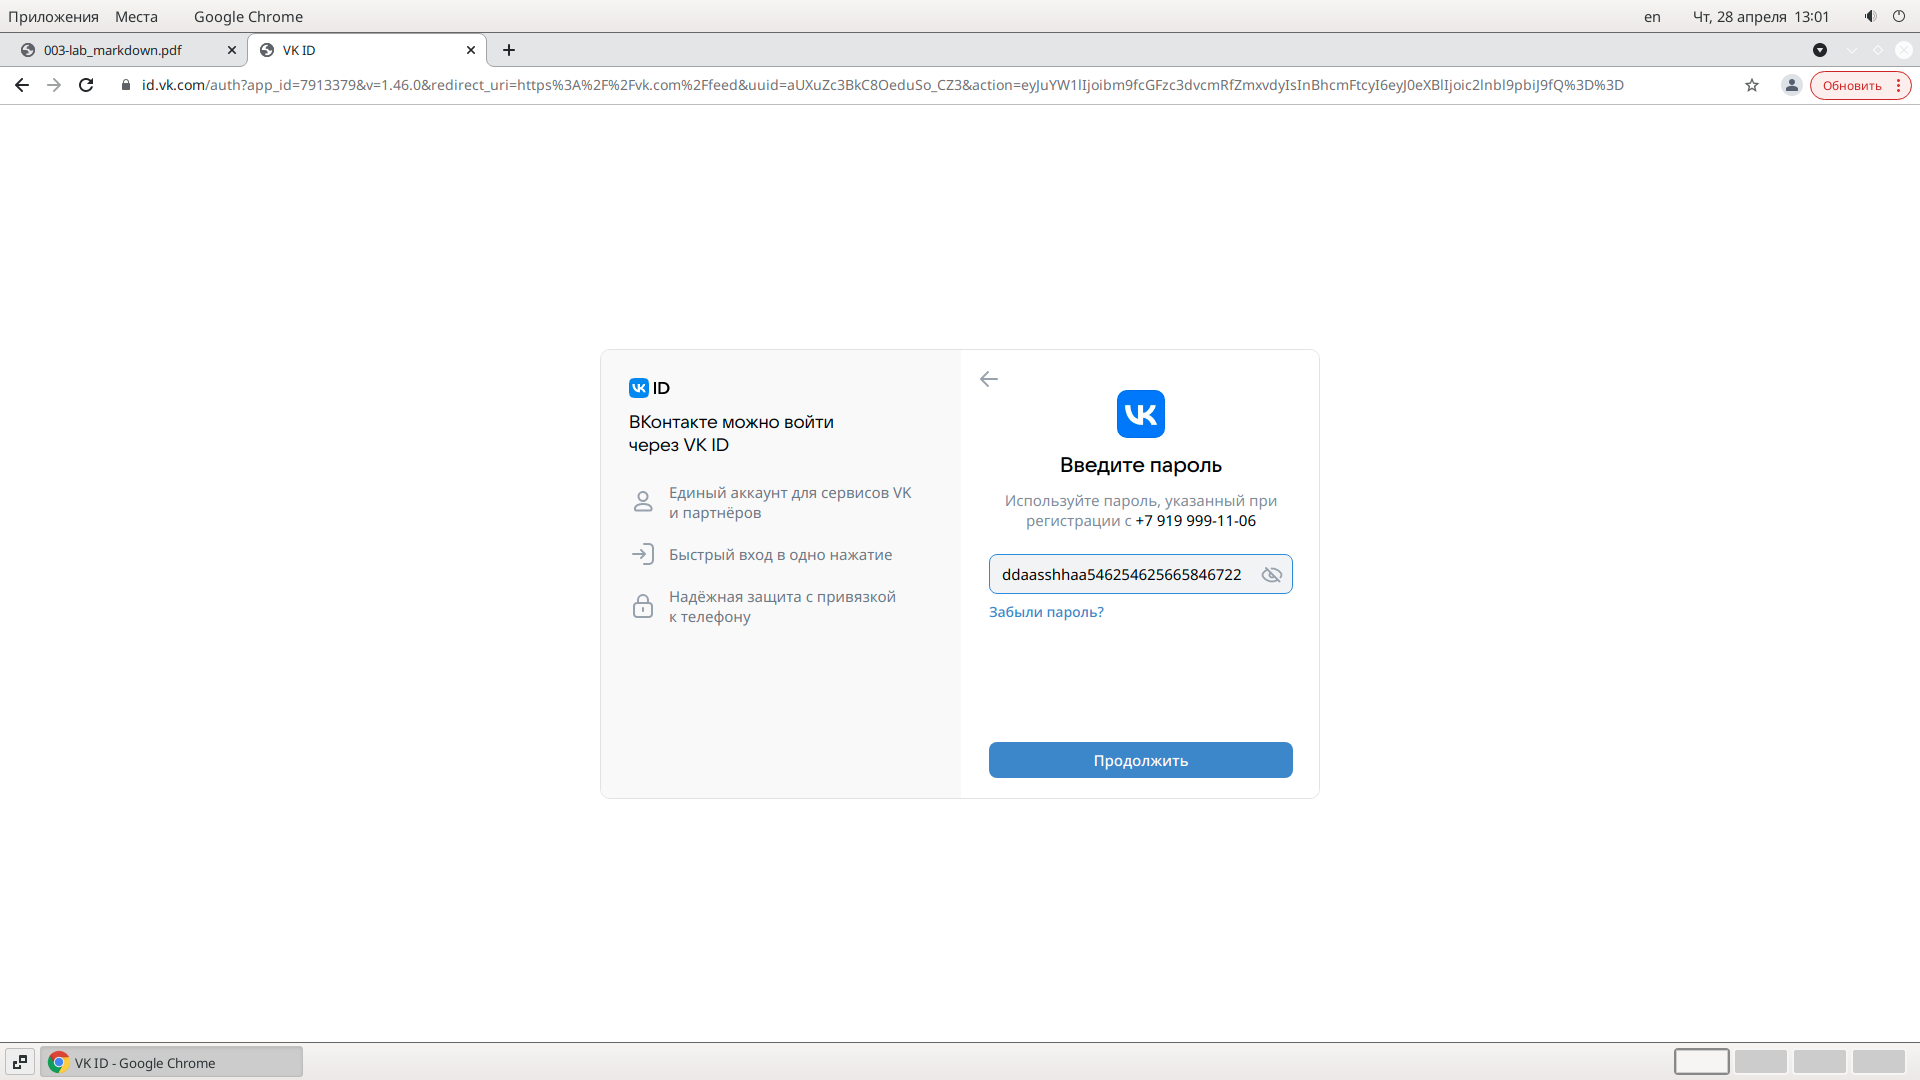 Приложения Места Google Chrome en Чт, 28 апреля 13:01
003-lab_markdown.pdf VK ID
id.vk.com/auth?app_id=7913379&v=1.46.0&redirect_uri=https%3A%2F%2Fvk.com%2Ffeed&uuid=aUXuZc3BkC8OeduSo_CZ3&action=eyJuYW1lIjoibm9fcGFzc3dvcmRfZmxvdyIsInBhcmFtcyI6eyJ0eXBlIjoic2lnbl9pbiJ9fQ%3D%3D Обновить
VK ID
ВКонтакте можно войти
через VK ID
Единый аккаунт для сервисов VK
и партнёров
Быстрый вход в одно нажатие
Надёжная защита с привязкой
к телефону
VK
Введите пароль
Используйте пароль, указанный при
регистрации с +7 919 999-11-06
ddaasshhaa546254625665846722
Забыли пароль?
Продолжить
VK ID - Google Chrome